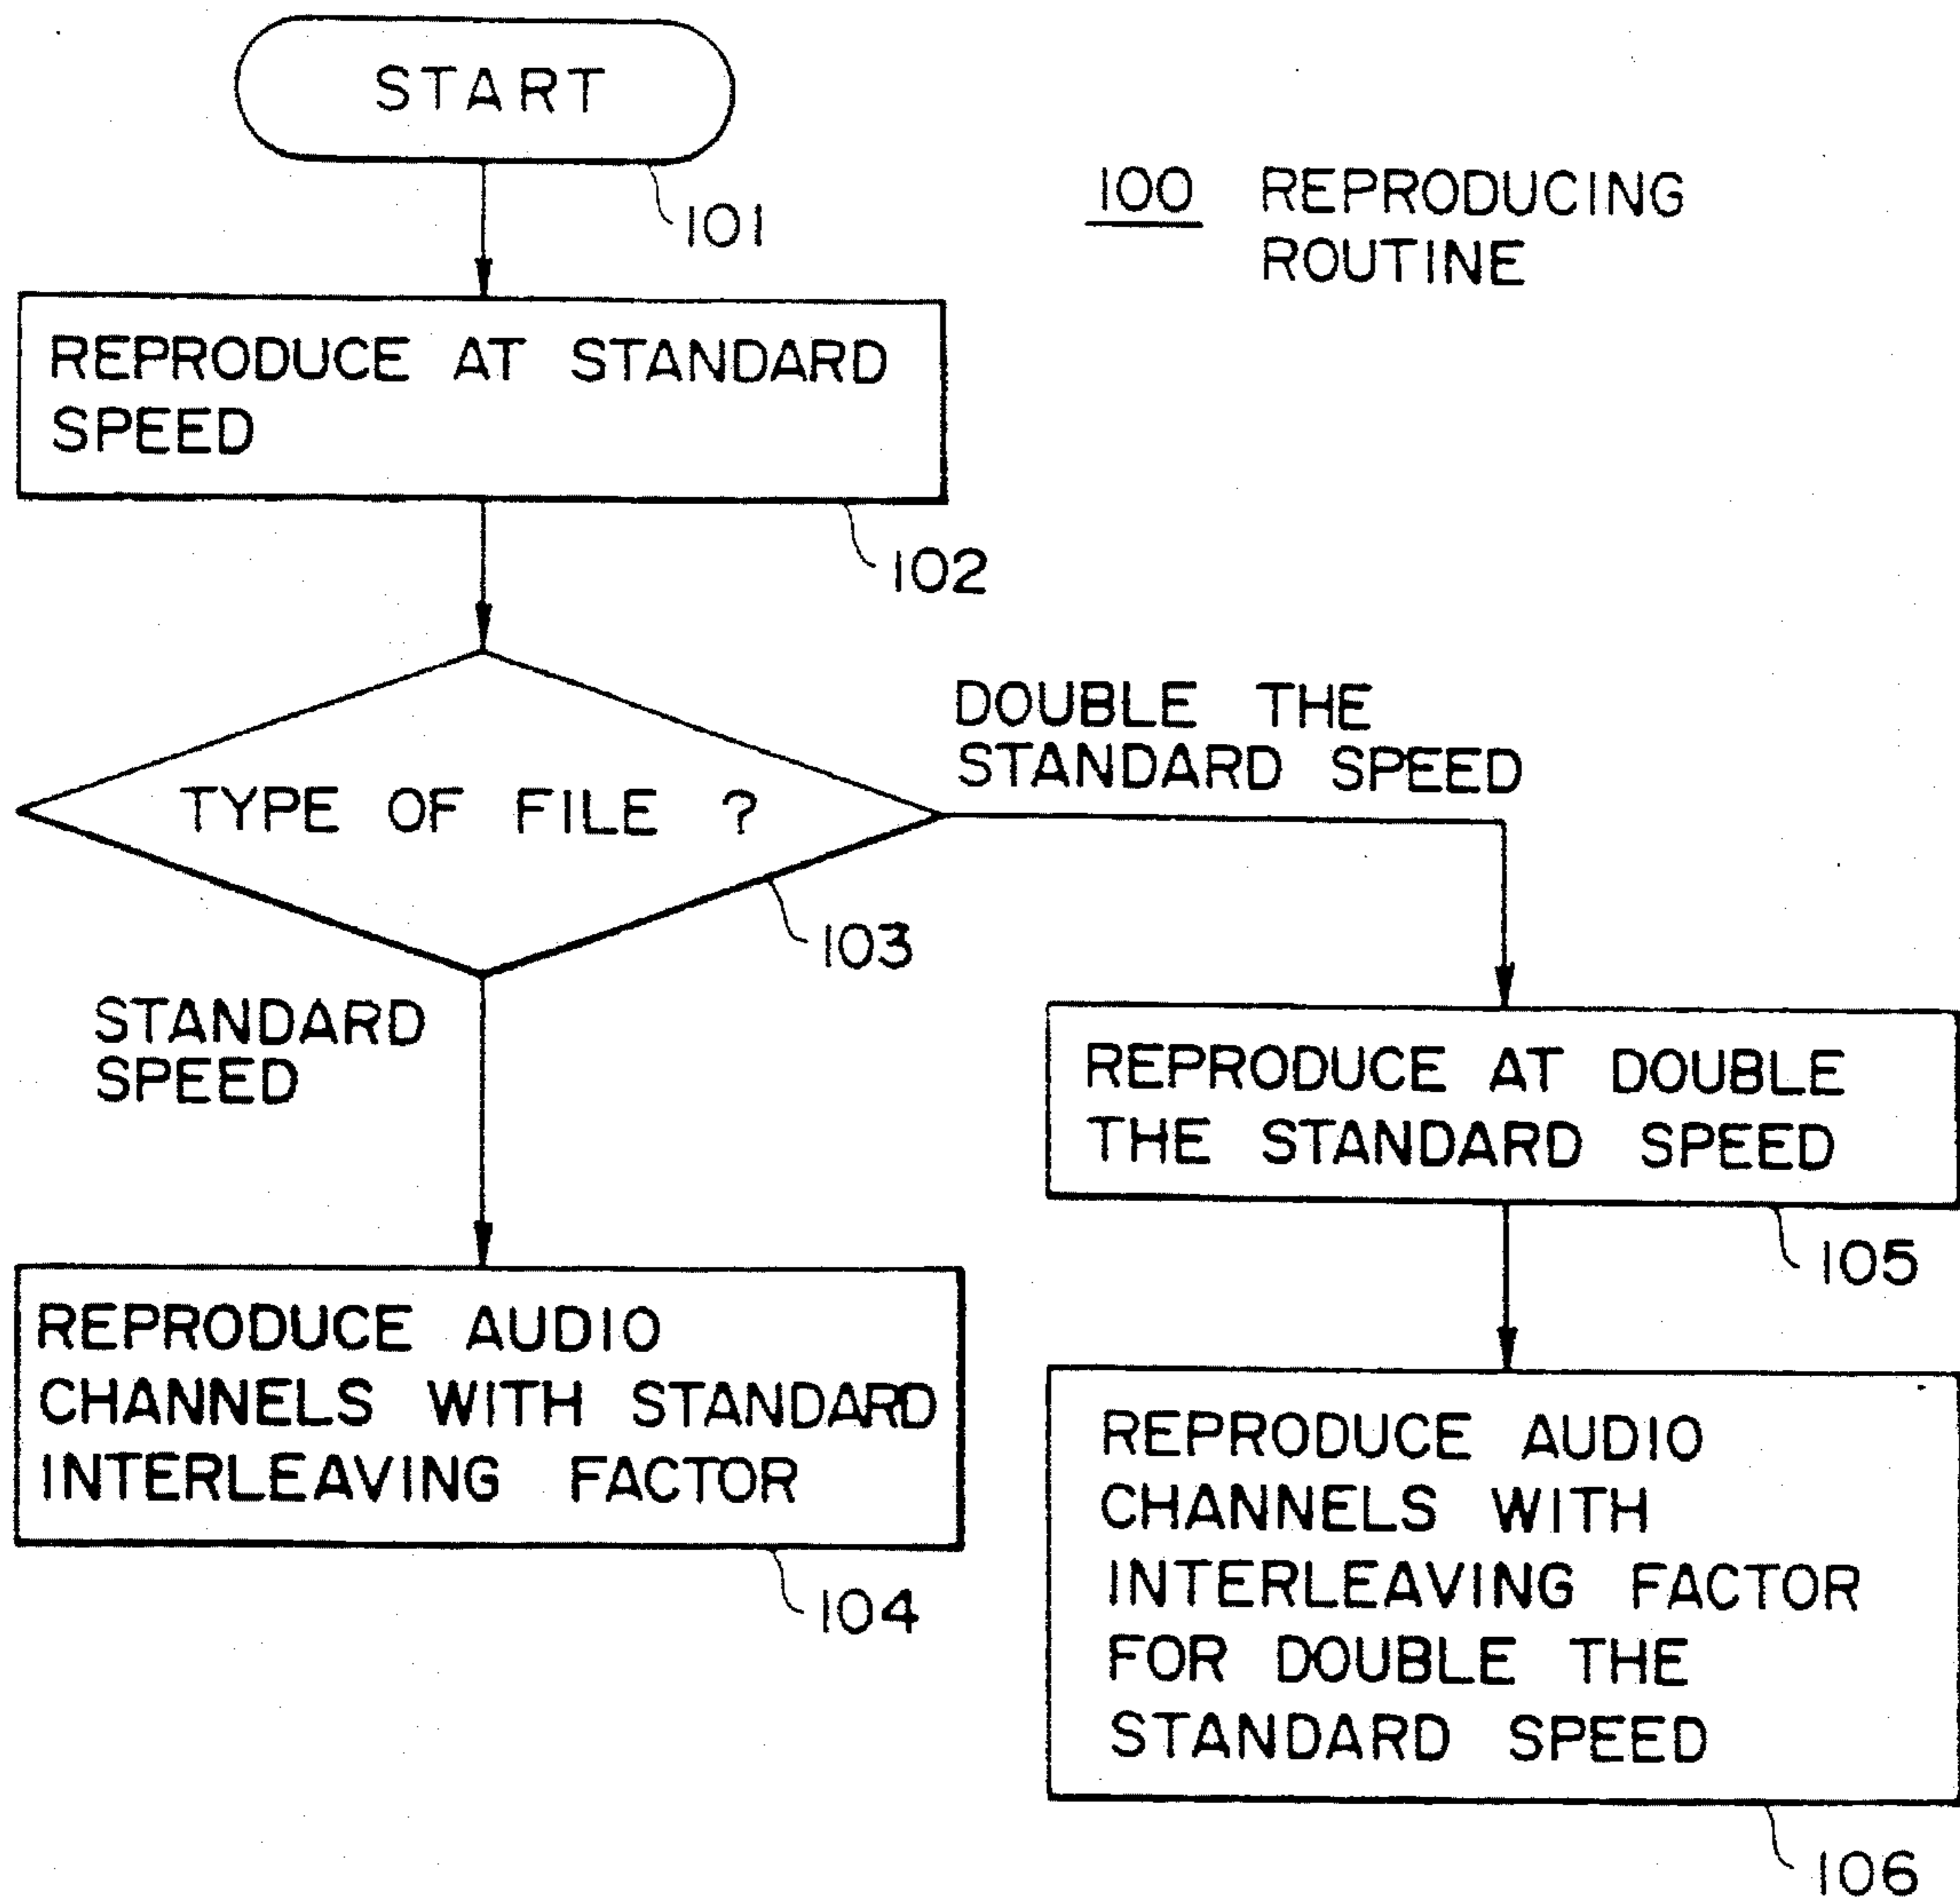 START
101
100 REPRODUCING
ROUTINE
REPRODUCE AT STANDARD
SPEED
102
TYPE OF FILE ?
103
DOUBLE THE
STANDARD SPEED
STANDARD
SPEED
REPRODUCE AT DOUBLE
THE STANDARD SPEED
105
REPRODUCE AUDIO
CHANNELS WITH STANDARD
INTERLEAVING FACTOR
104
REPRODUCE AUDIO
CHANNELS WITH
INTERLEAVING FACTOR
FOR DOUBLE THE
STANDARD SPEED
106